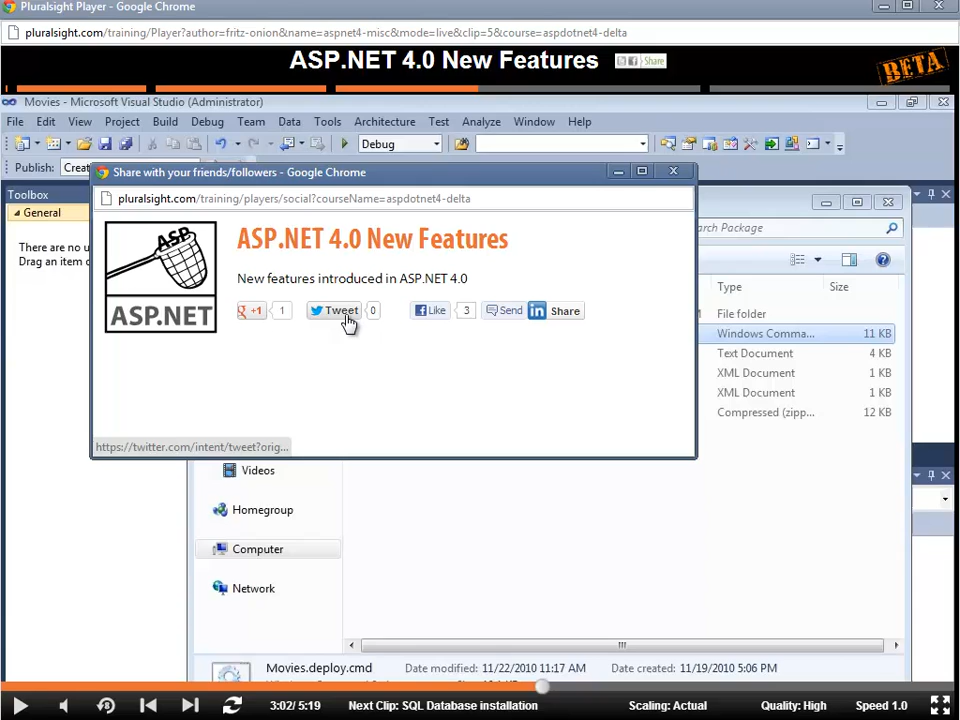 Pluralsight Player - Google Chrome
pluralsight.com/training/Player?author=fritz-onion&name=aspnet4-misc&mode=live&clip=5&course=aspdotnet4-delta
ASP.NET 4.0 New Features
Share
BETA
Movies - Microsoft Visual Studio (Administrator)
File Edit View Project Build Debug Team Data Tools Architecture Test Analyze Window Help
Debug
Publish: Creat
Share with your friends/followers - Google Chrome
pluralsight.com/training/players/social?courseName=aspdotnet4-delta
Toolbox
General
There are no u
Drag an item o
ASP
ASP.NET
ASP.NET 4.0 New Features
New features introduced in ASP.NET 4.0
g +1 1 Tweet 0 Like 3 Send in Share
https://twitter.com/intent/tweet?orig...
arch Package
Type Size
File folder
Windows Comma... 11 KB
Text Document 4 KB
XML Document 1 KB
XML Document 1 KB
Compressed (zipp... 12 KB
Videos
Homegroup
Computer
Network
Movies.deploy.cmd Date modified: 11/22/2010 11:17 AM Date created: 11/19/2010 5:06 PM
3:02/5:19 Next Clip: SQL Database installation Scaling: Actual Quality: High Speed 1.0